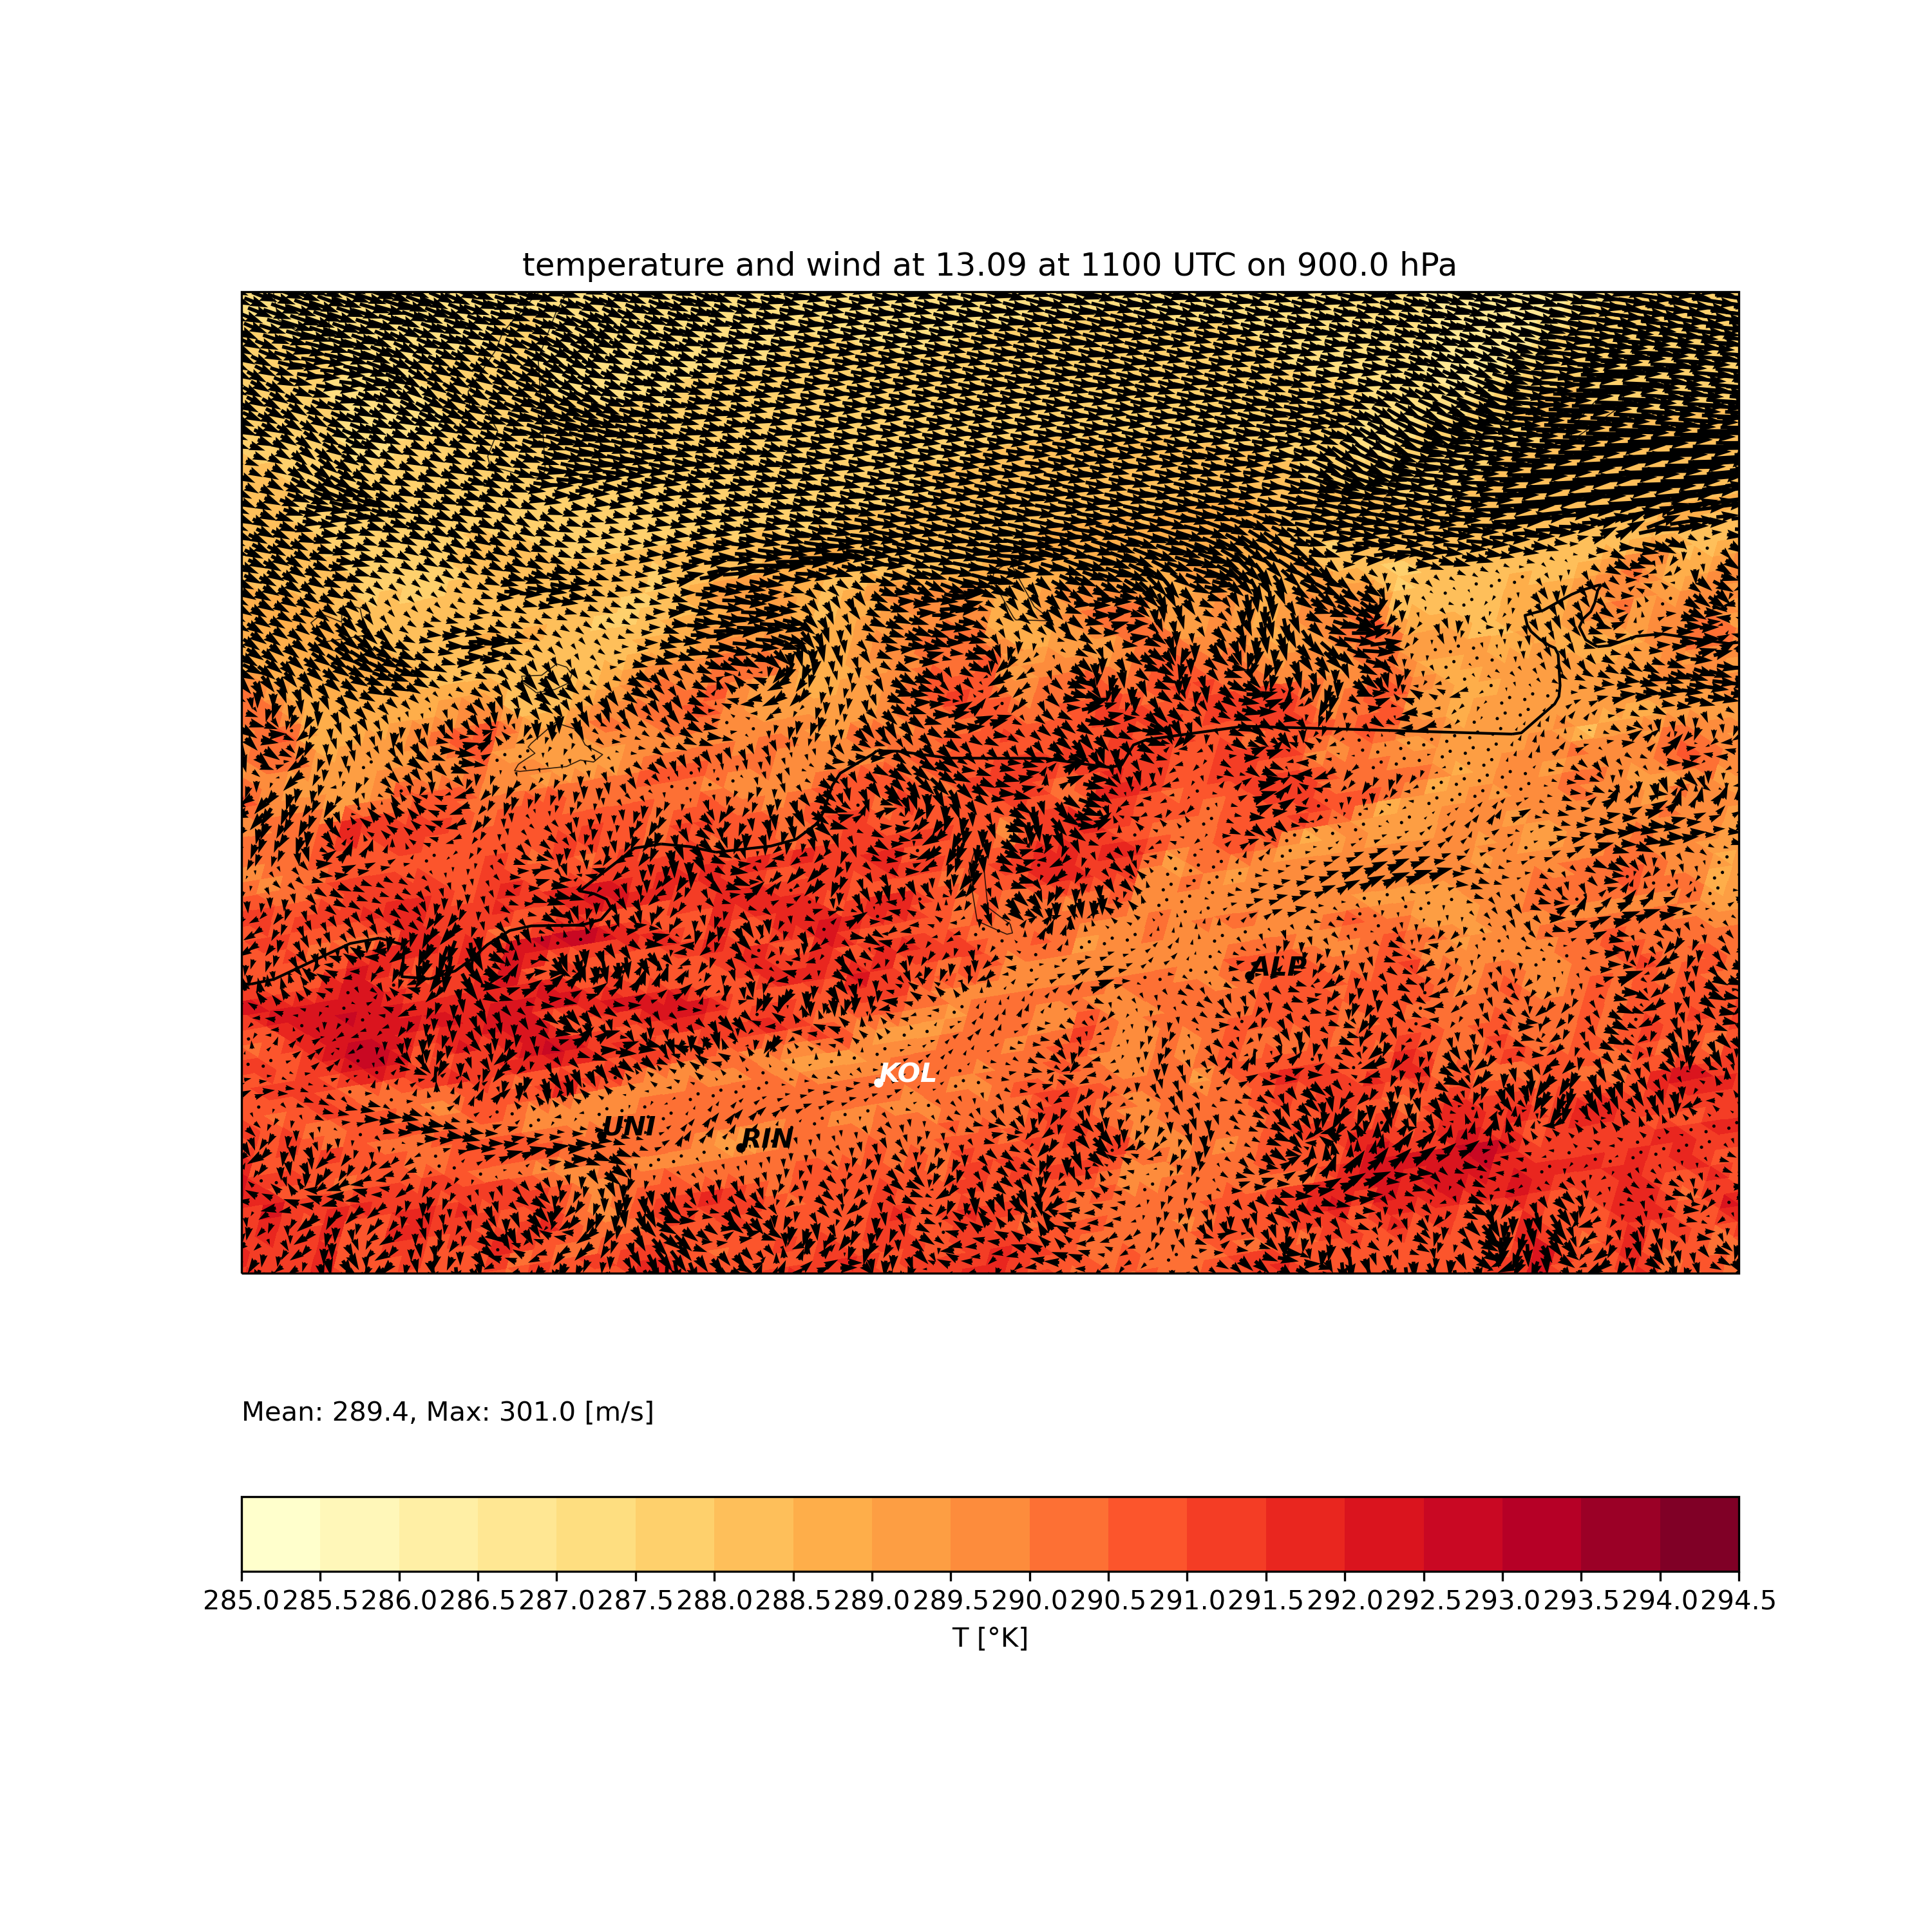 temperature and wind at 13.09 at 1100 UTC on 900.0 hPa
ALP
KOL
UNI
RIN
Mean: 289.4, Max: 301.0 [m/s]
285.0 285.5 286.0 286.5 287.0 287.5 288.0 288.5 289.0 289.5 290.0 290.5 291.0 291.5 292.0 292.5 293.0 293.5 294.0 294.5
T [°K]